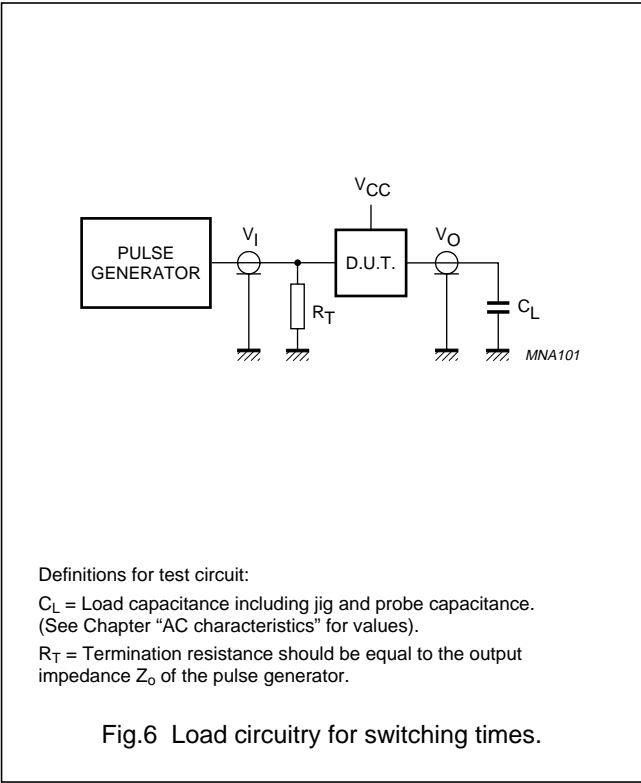 V_CC
PULSE
GENERATOR
V_I
D.U.T.
V_O
R_T
C_L
MNA101
Definitions for test circuit:
C_L = Load capacitance including jig and probe capacitance.
(See Chapter “AC characteristics” for values).
R_T = Termination resistance should be equal to the output
impedance Z_o of the pulse generator.
Fig.6 Load circuitry for switching times.